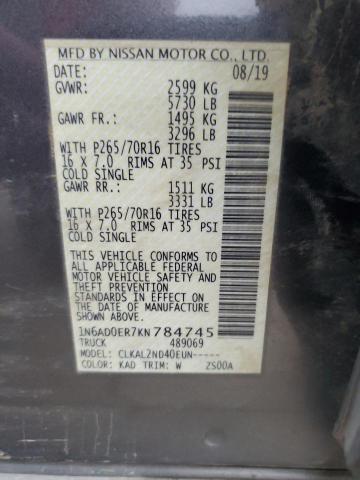 MFD BY NISSAN MOTOR CO., LTD.
DATE: 08/19
GVWR: 2599 KG
5730 LB
GAWR FR.: 1495 KG
3296 LB
WITH P265/70R16 TIRES
16 X 7.0 RIMS AT 35 PSI
COLD SINGLE
GAWR RR.: 1511 KG
3331 LB
WITH P265/70R16 TIRES
16 X 7.0 RIMS AT 35 PSI
COLD SINGLE
THIS VEHICLE CONFORMS TO
ALL APPLICABLE FEDERAL
MOTOR VEHICLE SAFETY
AND THEFT PREVENTION
STANDARDS IN EFFECT ON
THE DATE OF MANUFACTURE
SHOWN ABOVE.
1N6AD0ER7KN784745
TRUCK 489069
MODEL: CLKAL2ND40EUN-----
COLOR: KAD TRIM: W ZS00A